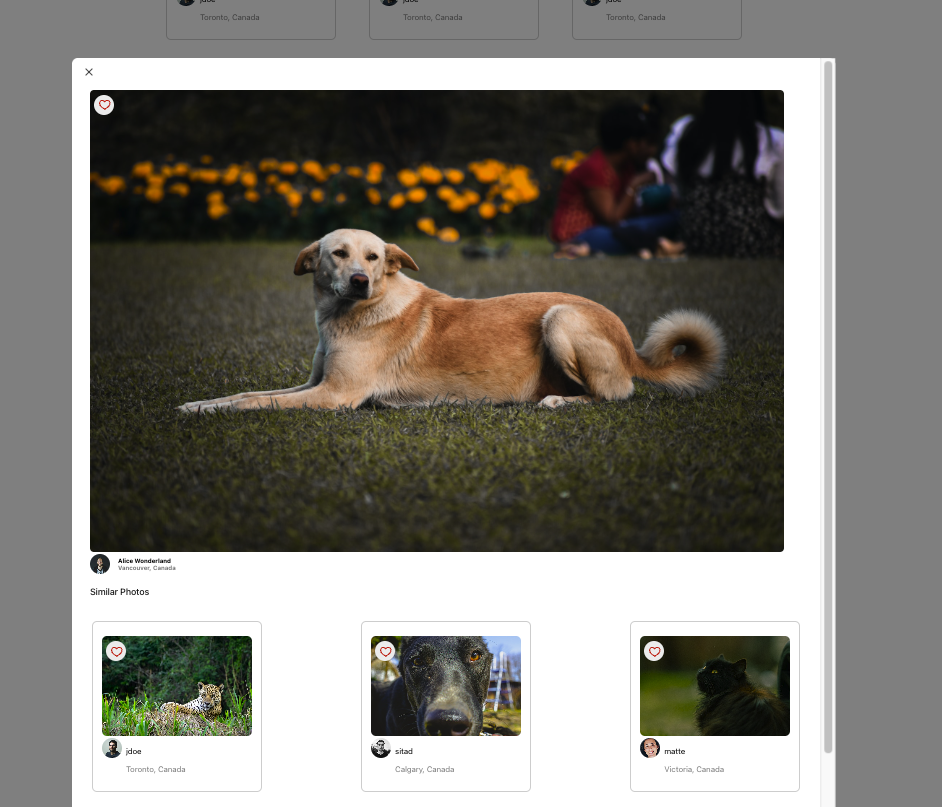 jdoe
jdoe
jdoe
Toronto, Canada
Toronto, Canada
Toronto, Canada
Alice Wonderland
Vancouver, Canada
Similar Photos
jdoe
Toronto, Canada
sitad
Calgary, Canada
matte
Victoria, Canada